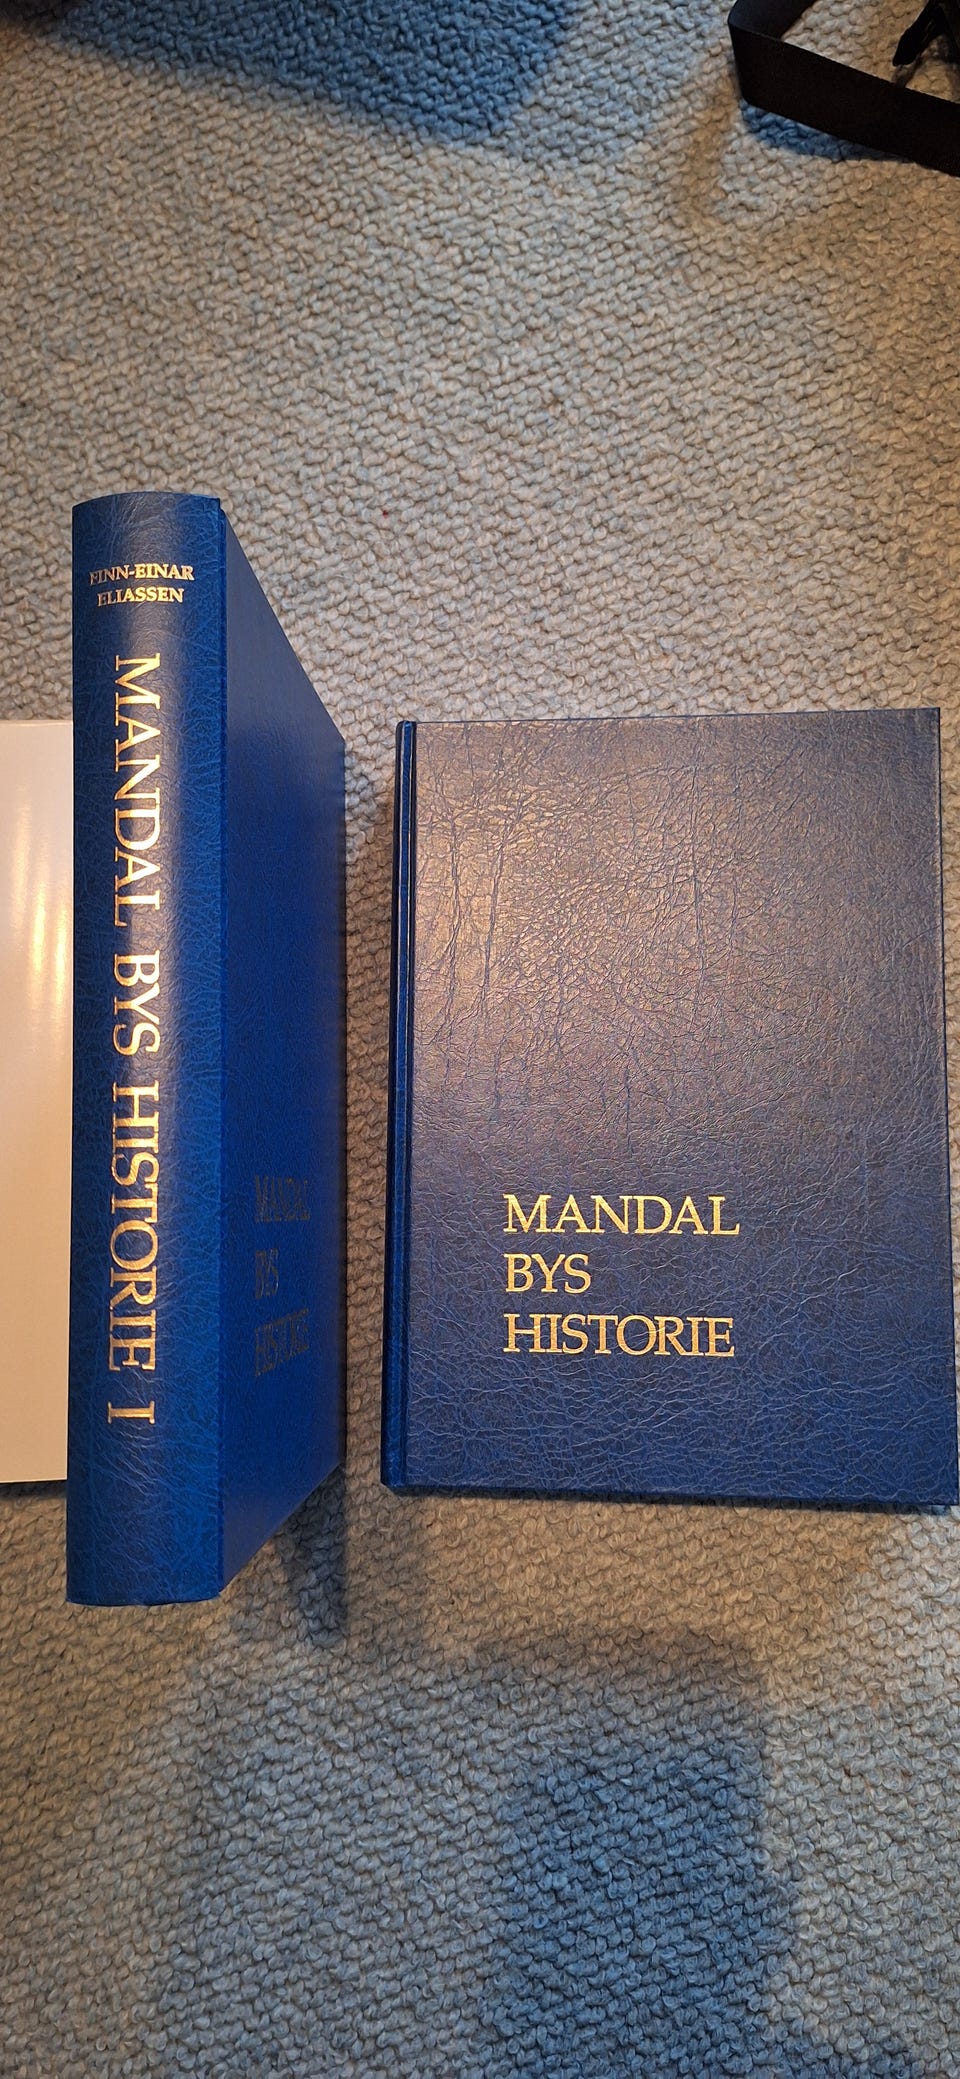 FINN-EINAR
ELIASSEN
MANDAL BYS HISTORIE I
MANDAL
BYS
HISTORIE
MANDAL
BYS
HISTORIE